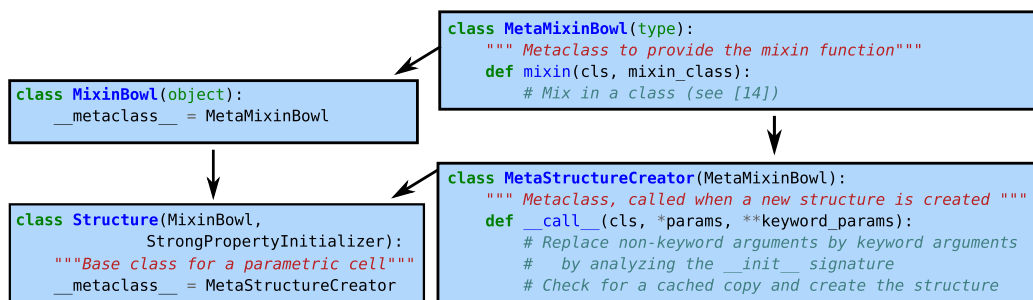 class MetaMixinBowl(type):
    """ Metaclass to provide the mixin function"""
    def mixin(cls, mixin_class):
        # Mix in a class (see [14])
class MixinBowl(object):
    __metaclass__ = MetaMixinBowl
class MetaStructureCreator(MetaMixinBowl):
    """ Metaclass, called when a new structure is created """
    def __call__(cls, *params, **keyword_params):
        # Replace non-keyword arguments by keyword arguments
        #   by analyzing the __init__ signature
        # Check for a cached copy and create the structure
class Structure(MixinBowl,
              StrongPropertyInitializer):
    """Base class for a parametric cell"""
    __metaclass__ = MetaStructureCreator